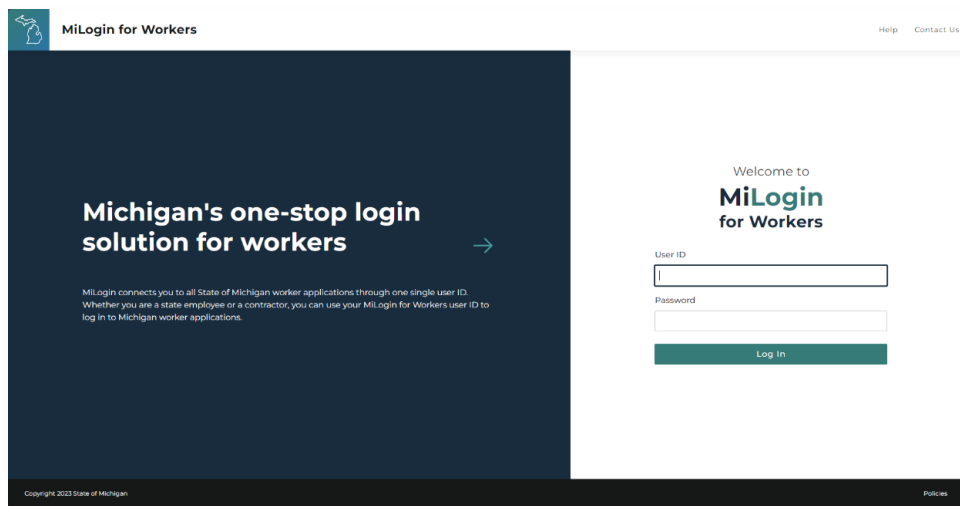 MiLogin for Workers
Help Contact Us
Michigan's one-stop login
solution for workers
MiLogin connects you to all State of Michigan worker applications through one single user ID.
Whether you are a state employee or a contractor, you can use your MiLogin for Workers user ID to
log in to Michigan worker applications.
Welcome to
MiLogin
for Workers
User ID
Password
Log In
Copyright 2023 State of Michigan
Policies